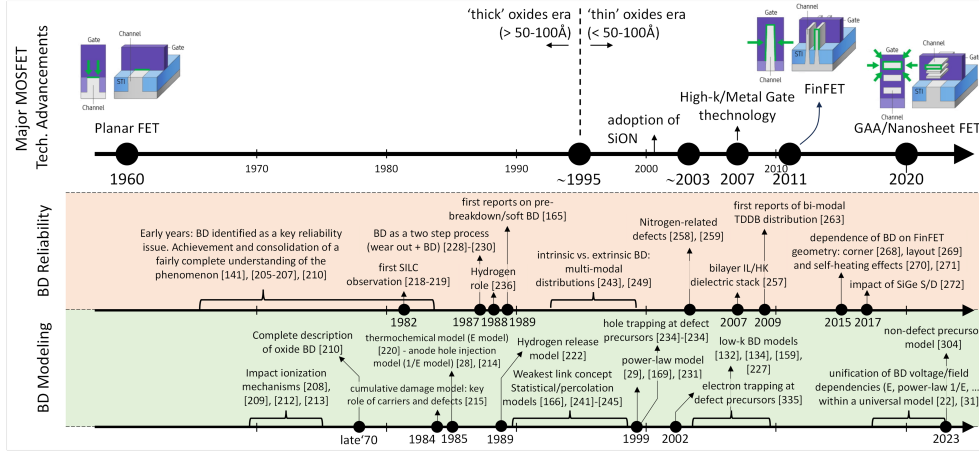 Major MOSFET
Tech. Advancements
Gate
Channel
Gate
STI
Channel
Planar FET
'thick' oxides era
(> 50-100Å)
'thin' oxides era
(< 50-100Å)
adoption of
SiON
High-k/Metal Gate
thechnology
Gate
Channel
Gate
STI
Channel
FinFET
Gate
Channel
Gate
STI
Channel
GAA/Nanosheet FET
1960
1970
1980
1990
~1995
2000
~2003
2007
2010
2011
2020
BD Reliability
Early years: BD identified as a key reliability
issue. Achievement and consolidation of a
fairly complete understanding of the
phenomenon [141], [205-207], [210]
first SILC
observation [218-219]
BD as a two step process
(wear out + BD) [228]-[230]
Hydrogen
role [236]
first reports on pre-
breakdown/soft BD [165]
intrinsic vs. extrinsic BD:
multi-modal
distributions [243], [249]
Nitrogen-related
defects [258], [259]
bilayer IL/HK
dielectric stack [257]
first reports of bi-modal
TDDB distribution [263]
dependence of BD on FinFET
geometry: corner [268], layout [269]
and self-heating effects [270], [271]
impact of SiGe S/D [272]
1982
1987
1988
1989
2007
2009
2015
2017
BD Modeling
Complete description
of oxide BD [210]
Impact ionization
mechanisms [208],
[209], [212], [213]
thermochemical model (E model)
[220] - anode hole injection
model (1/E model) [28], [214]
cumulative damage model: key
role of carriers and defects [215]
Hydrogen release
model [222]
Weakest link concept
Statistical/percolation
models [166], [241]-[245]
hole trapping at defect
precursors [234]-[234]
power-law model
[29], [169], [231]
low-k BD models
[132], [134], [159],
[227]
electron trapping at
defect precursors [335]
non-defect precurso
[304]
unification of BD voltage/field
dependencies (E, power-law 1/E, ...
within a universal model [22], [31]
late'70
1984
1985
1989
1999
2002
2023